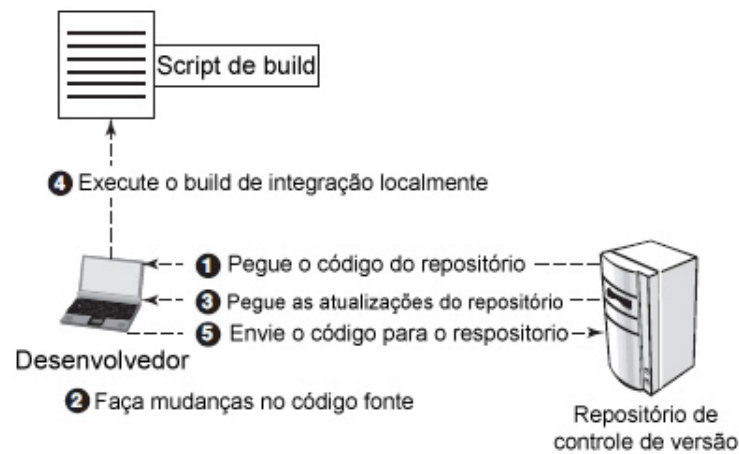 Script de build
4 Execute o build de integração localmente
1 Pegue o código do repositório
3 Pegue as atualizações do repositório
5 Envie o código para o respositorio
Desenvolvedor
2 Faça mudanças no código fonte
Repositório de
controle de versão